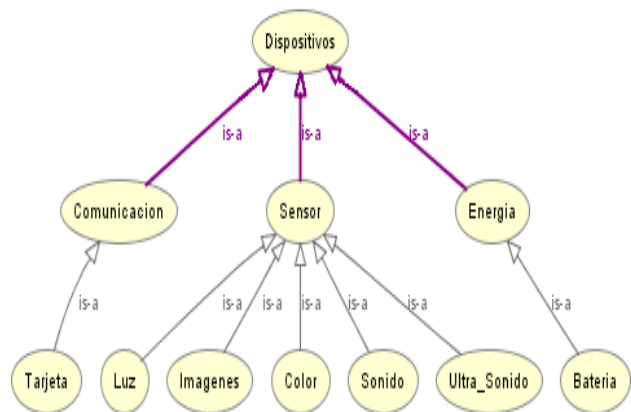 Dispositivos
is-a is-a is-a
Comunicacion Sensor Energia
is-a is-a is-a is-a is-a is-a is-a
Tarjeta Luz Imagenes Color Sonido Ultra_Sonido Bateria